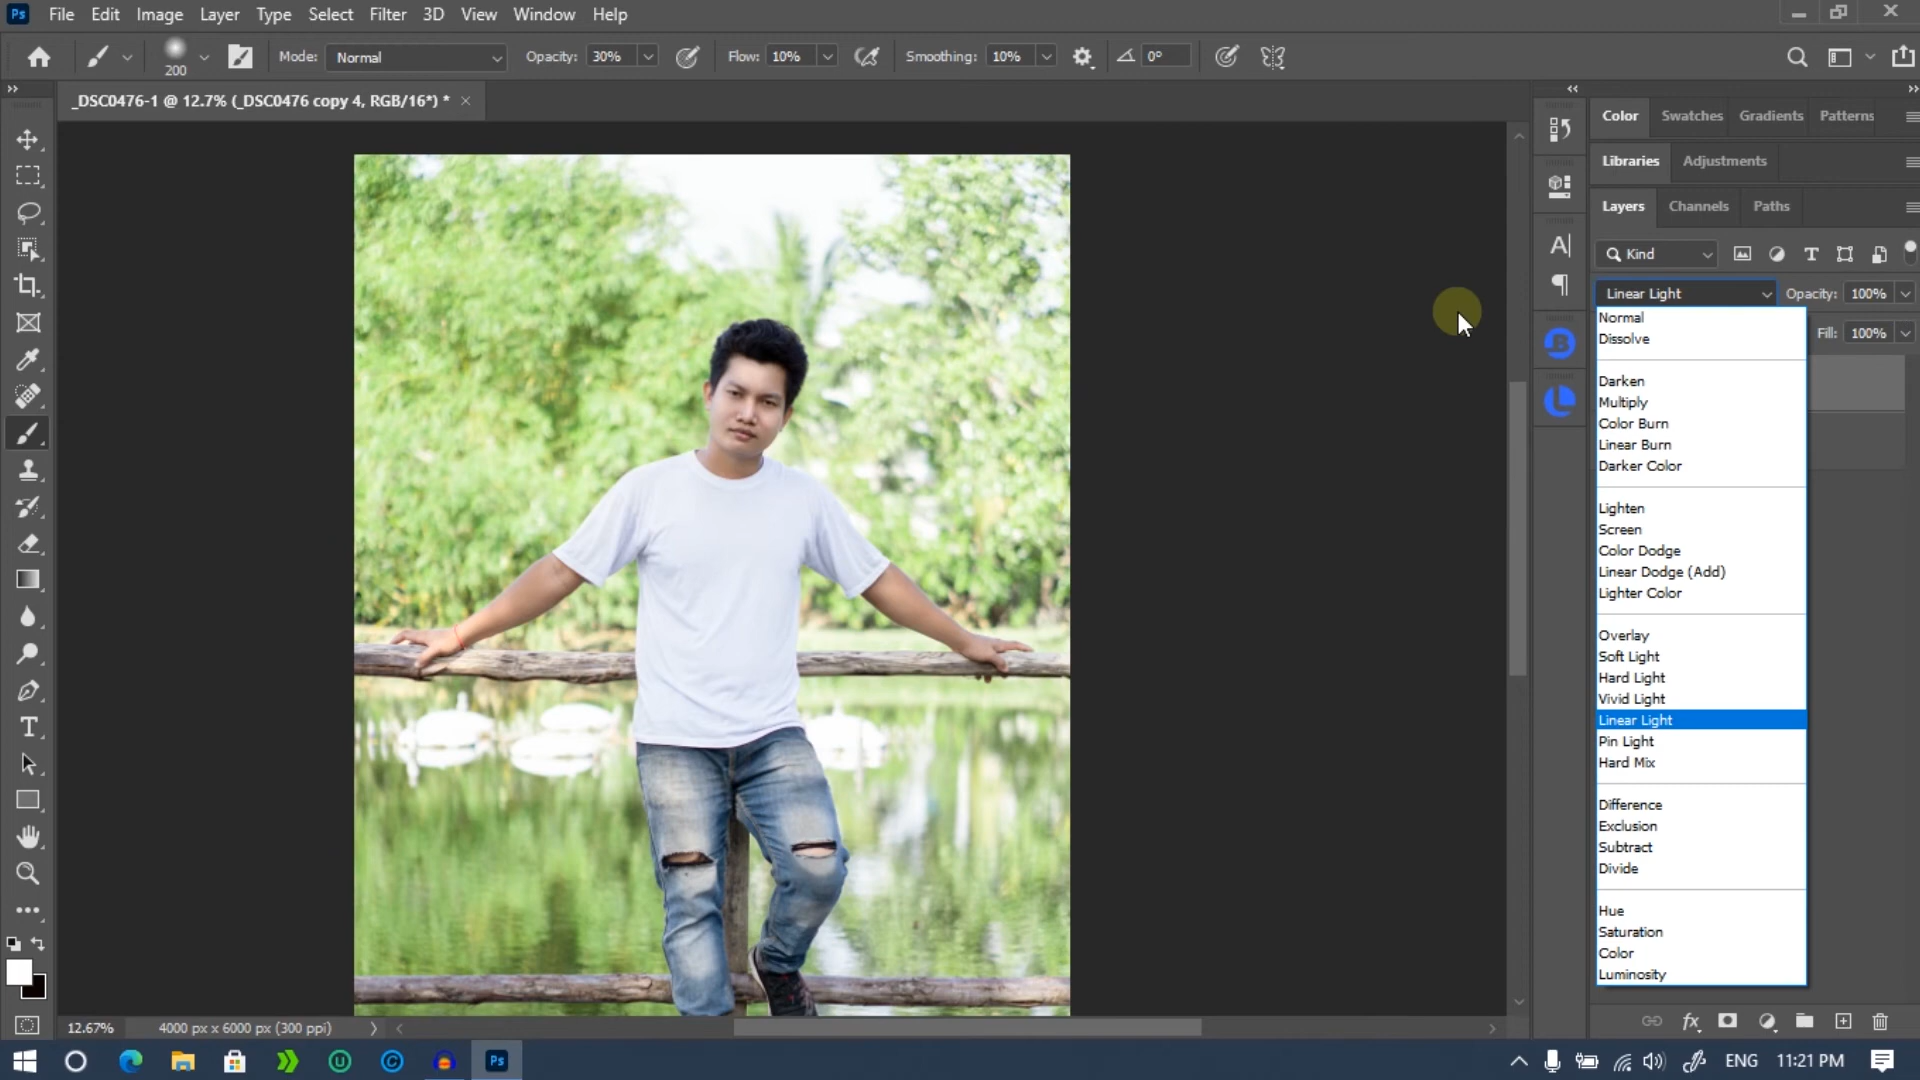 Ps File Edit Image Layer Type Select Filter 3D View Window Help
200 Mode: Normal Opacity: 30% Flow: 10% Smoothing: 10% 0°
_DSC0476-1 @ 12.7% (_DSC0476 copy 4, RGB/16*) *
Color Swatches Gradients Patterns
Libraries Adjustments
Layers Channels Paths
Kind
Linear Light Opacity: 100%
Fill: 100%
Normal
Dissolve
Darken
Multiply
Color Burn
Linear Burn
Darker Color
Lighten
Screen
Color Dodge
Linear Dodge (Add)
Lighter Color
Overlay
Soft Light
Hard Light
Vivid Light
Linear Light
Pin Light
Hard Mix
Difference
Exclusion
Subtract
Divide
Hue
Saturation
Color
Luminosity
12.67% 4000 px x 6000 px (300 ppi)
Ps ENG 11:21 PM